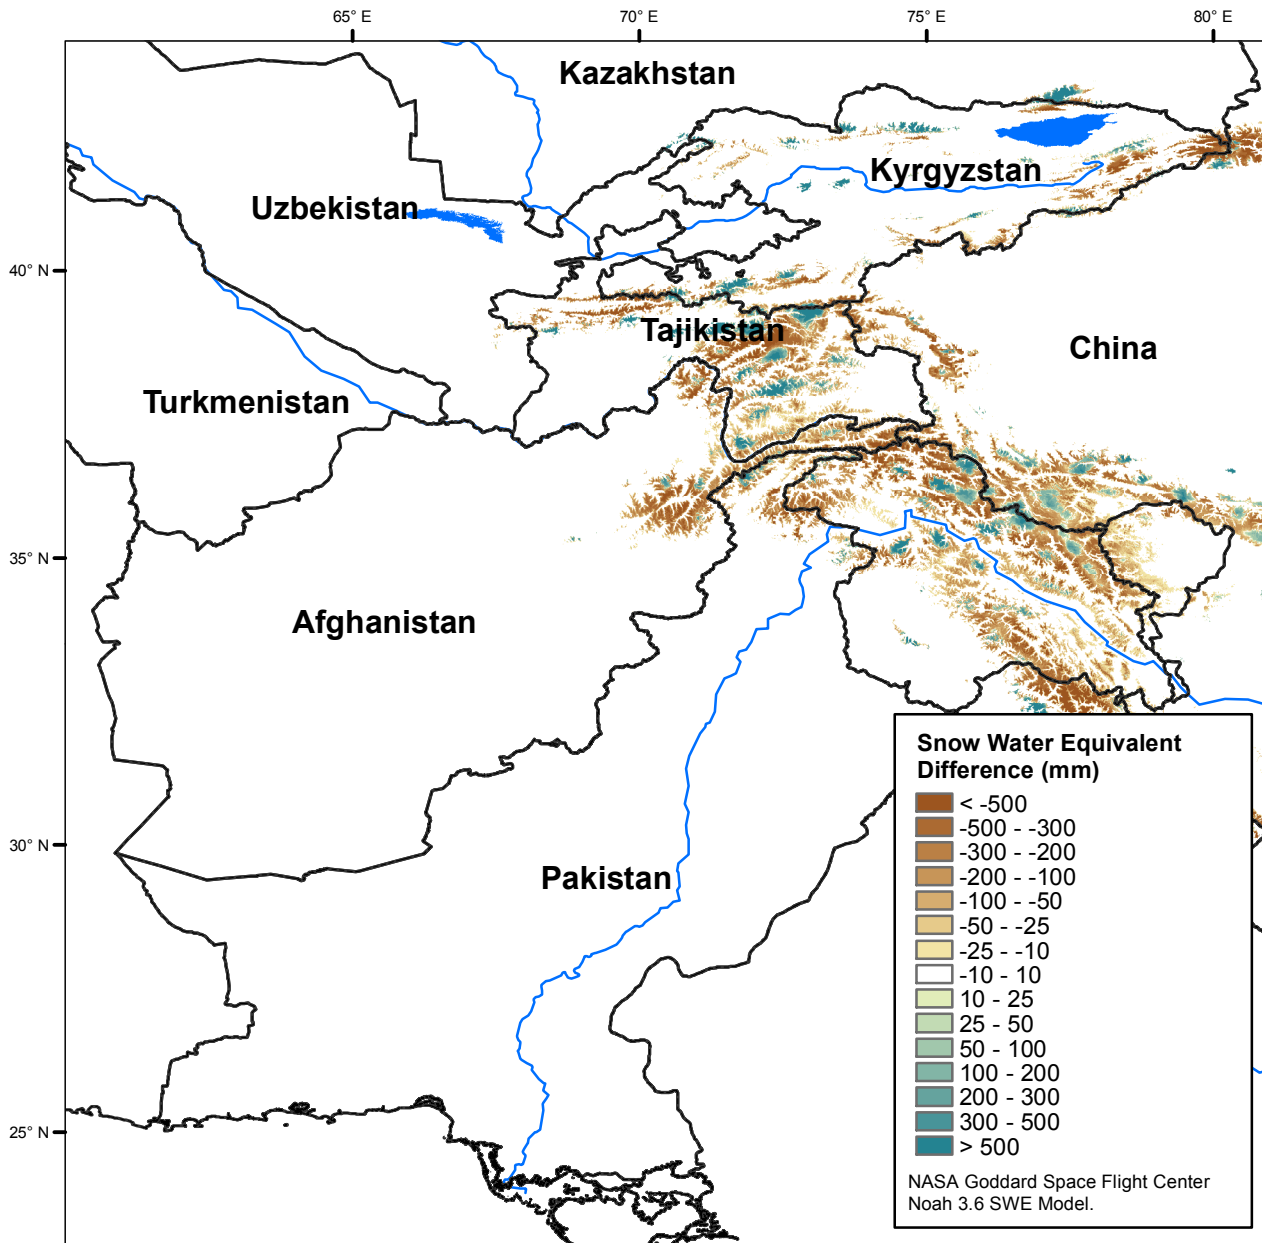 65° E
70° E
75° E
80° E
Kazakhstan
Kyrgyzstan
Uzbekistan
40° N
Tajikistan
China
Turkmenistan
35° N
Afghanistan
30° N
Pakistan
25° N
Snow Water Equivalent
Difference (mm)
< -500
-500 - -300
-300 - -200
-200 - -100
-100 - -50
-50 - -25
-25 - -10
-10 - 10
10 - 25
25 - 50
50 - 100
100 - 200
200 - 300
300 - 500
> 500
NASA Goddard Space Flight Center
Noah 3.6 SWE Model.